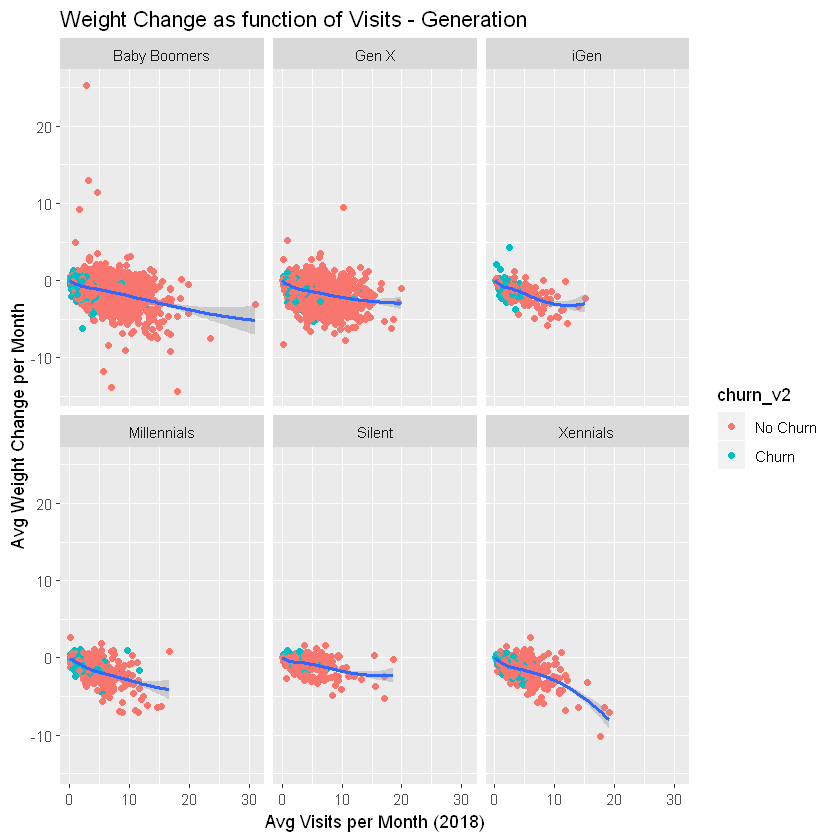 Weight Change as function of Visits - Generation
Baby Boomers
Gen X
iGen
20
10
0
-10
Millennials
Silent
Xennials
20
10
0
-10
0 10 20 30
0 10 20 30
0 10 20 30
Avg Visits per Month (2018)
Avg Weight Change per Month
churn_v2
No Churn
Churn